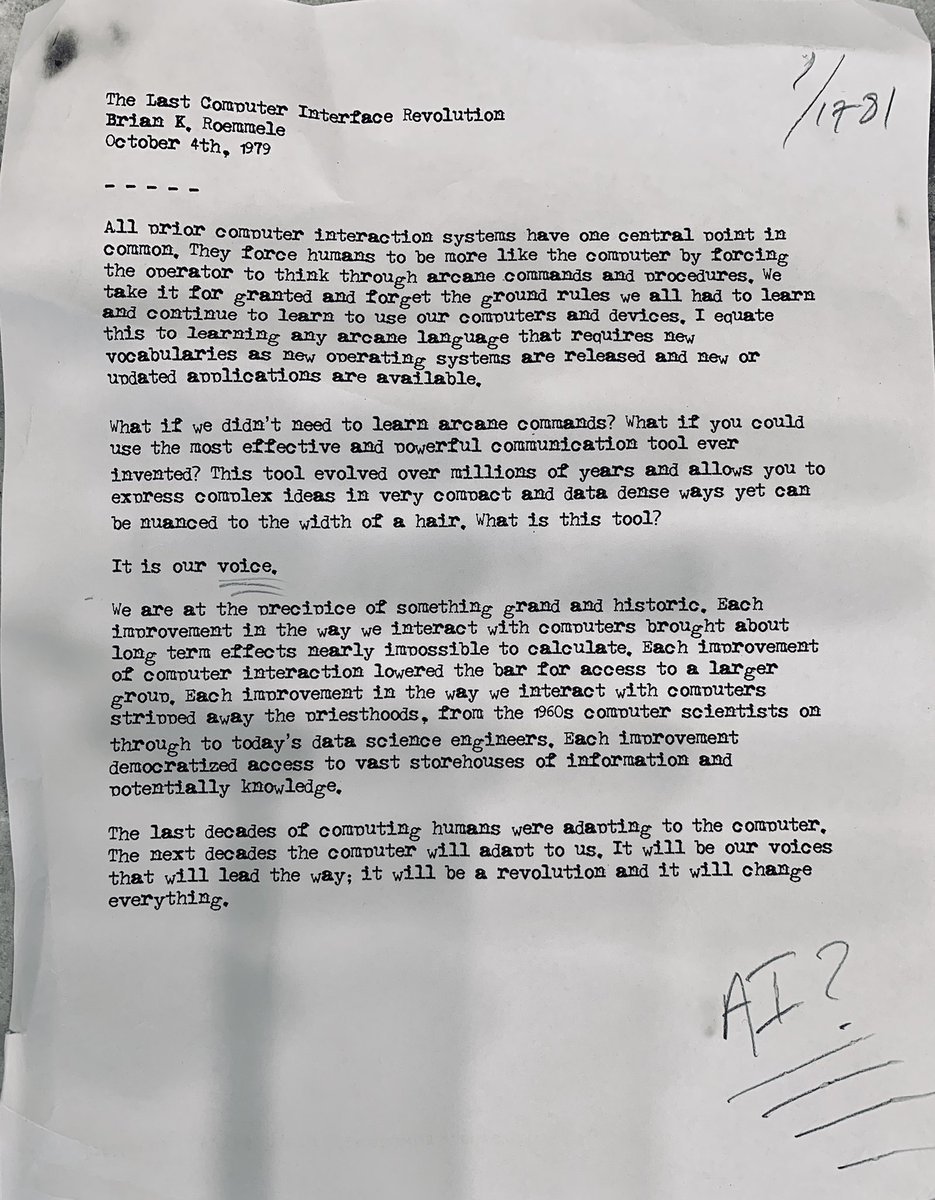 The Last Computer Interface Revolution
Brian K. Roemmele
October 4th, 1979
/17-81
- - - - -
All prior computer interaction systems have one central point in
common. They force humans to be more like the computer by forcing
the operator to think through arcane commands and procedures. We
take it for granted and forget the ground rules we all had to learn
and continue to learn to use our computers and devices. I equate
this to learning any arcane language that requires new
vocabularies as new operating systems are released and new or
updated applications are available.
What if we didn't need to learn arcane commands? What if you could
use the most effective and powerful communication tool ever
invented? This tool evolved over millions of years and allows you to
express complex ideas in very compact and data dense ways yet can
be nuanced to the width of a hair. What is this tool?
It is our voice.
We are at the precipice of something grand and historic. Each
improvement in the way we interact with computers brought about
long term effects nearly impossible to calculate. Each improvement
of computer interaction lowered the bar for access to a larger
group. Each improvement in the way we interact with computers
stripped away the priesthoods, from the 1960s computer scientists on
through to today's data science engineers. Each improvement
democratized access to vast storehouses of information and
potentially knowledge.
The last decades of computing humans were adapting to the computer.
The next decades the computer will adapt to us. It will be our voices
that will lead the way; it will be a revolution and it will change
everything.
AI?